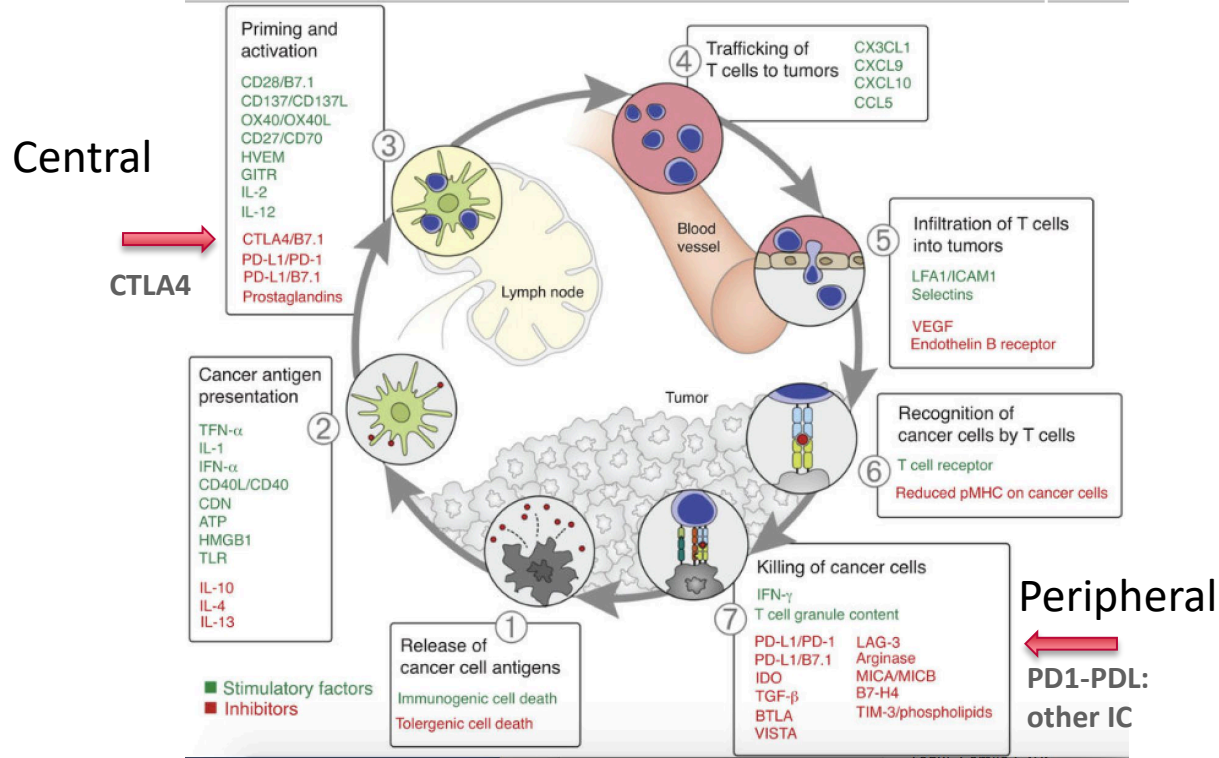 Priming and
activation
CD28/B7.1
CD137/CD137L
OX40/OX40L
CD27/CD70
HVEM
GITR
IL-2
IL-12
CTLA4/B7.1
PD-L1/PD-1
PD-L1/B7.1
Prostaglandins
3
Central
CTLA4
Lymph node
4
Trafficking of
T cells to tumors
CX3CL1
CXCL9
CXCL10
CCL5
Blood
vessel
5
Infiltration of T cells
into tumors
LFA1/ICAM1
Selectins
VEGF
Endothelin B receptor
Cancer antigen
presentation
2
TFN-α
IL-1
IFN-α
CD40L/CD40
CDN
ATP
HMGB1
TLR
IL-10
IL-4
IL-13
Tumor
Recognition of
cancer cells by T cells
6
T cell receptor
Reduced pMHC on cancer cells
1
Release of
cancer cell antigens
Immunogenic cell death
Tolergenic cell death
Killing of cancer cells
7
IFN-γ
T cell granule content
PD-L1/PD-1
PD-L1/B7.1
IDO
TGF-β
BTLA
VISTA
LAG-3
Arginase
MICA/MICB
B7-H4
TIM-3/phospholipids
Peripheral
PD1-PDL:
other IC
Stimulatory factors
Inhibitors